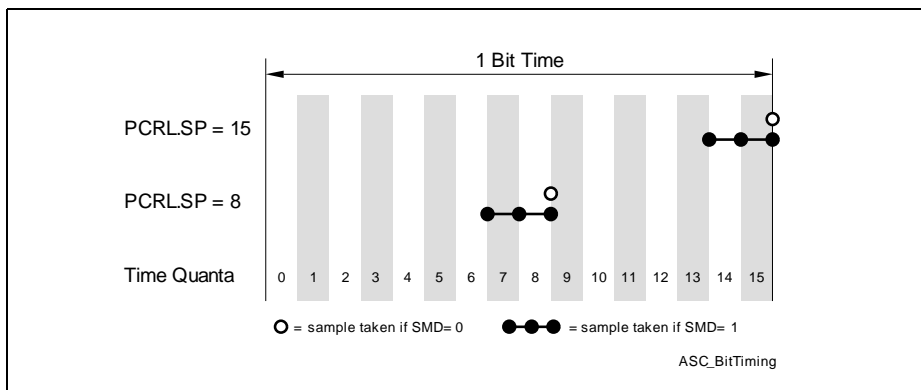 1 Bit Time
PCRL.SP = 15
PCRL.SP = 8
Time Quanta 0 1 2 3 4 5 6 7 8 9 10 11 12 13 14 15
= sample taken if SMD= 0 = sample taken if SMD= 1
ASC_BitTiming